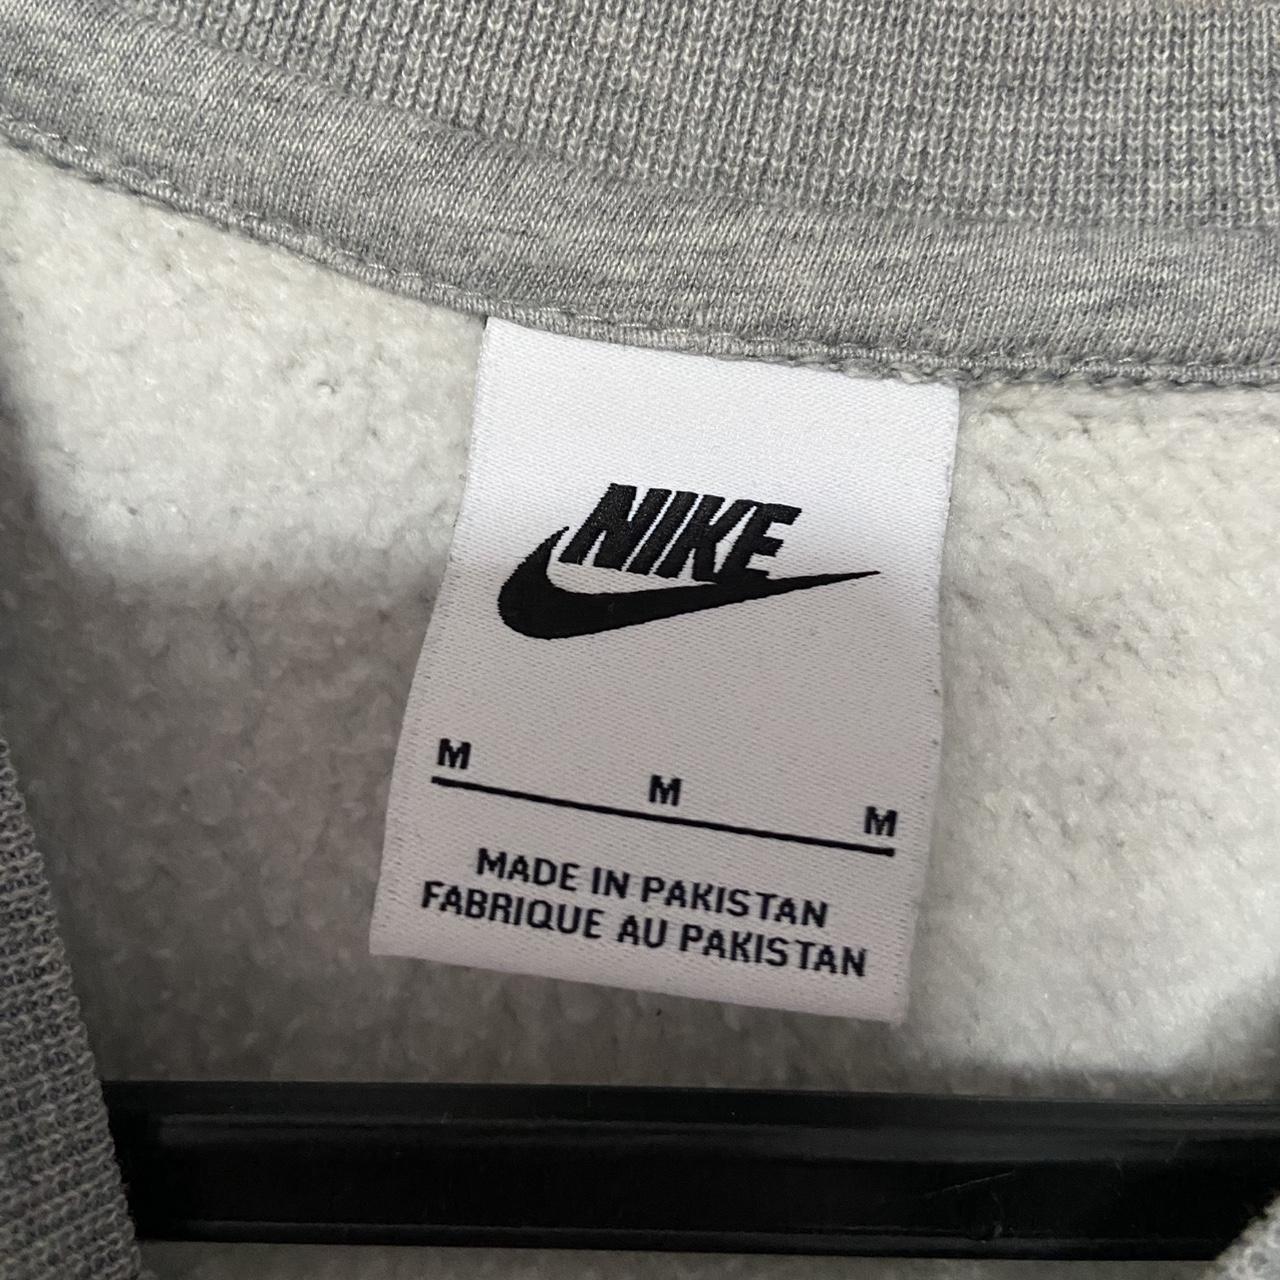 NIKE
M M M
MADE IN PAKISTAN
FABRIQUE AU PAKISTAN